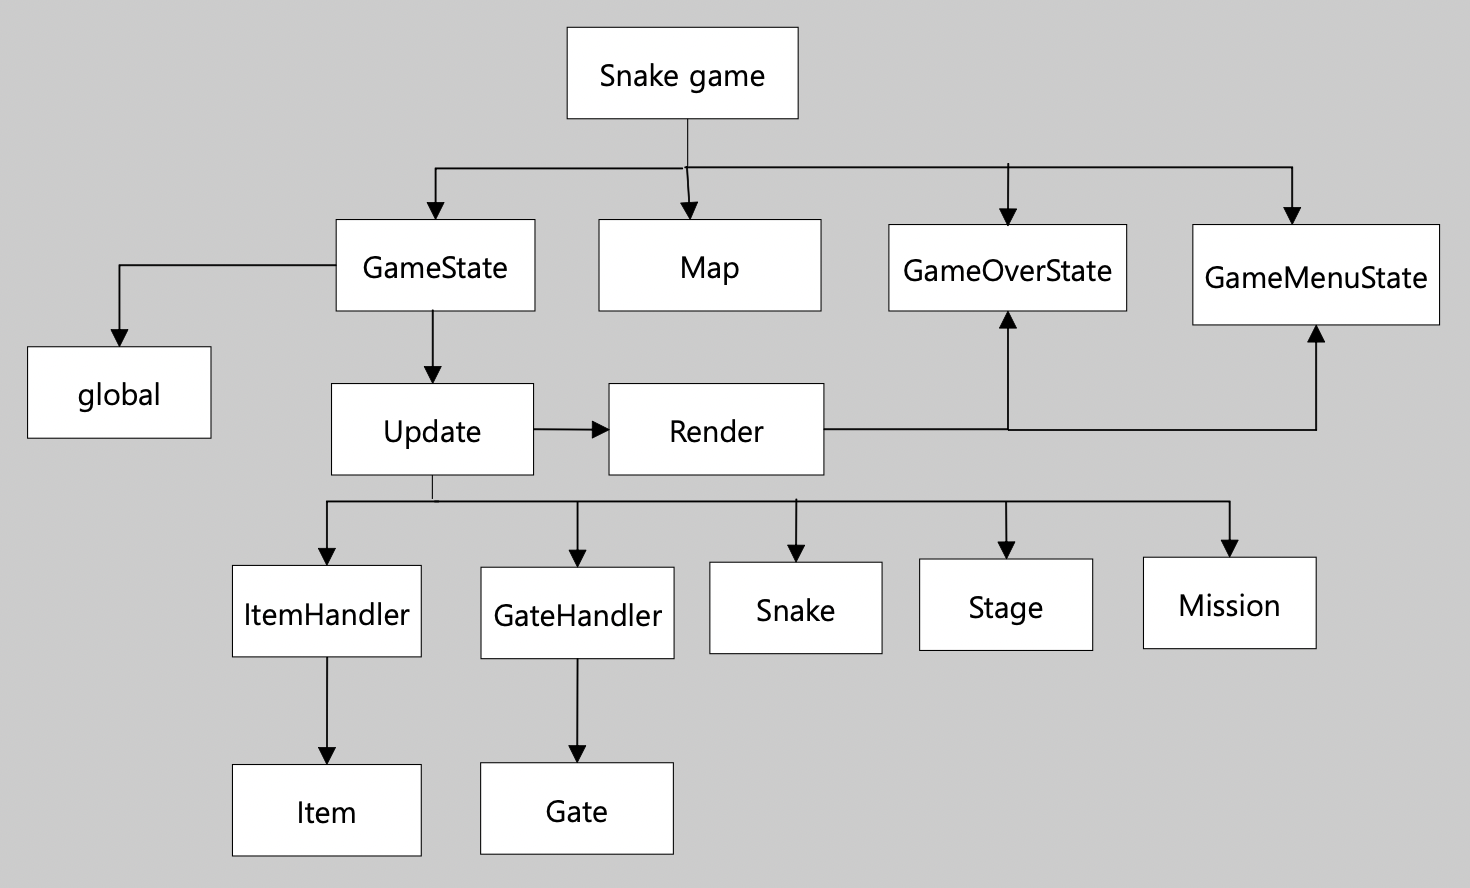 Snake game
GameState
Map
GameOverState
GameMenuState
global
Update
Render
ItemHandler
GateHandler
Snake
Stage
Mission
Item
Gate